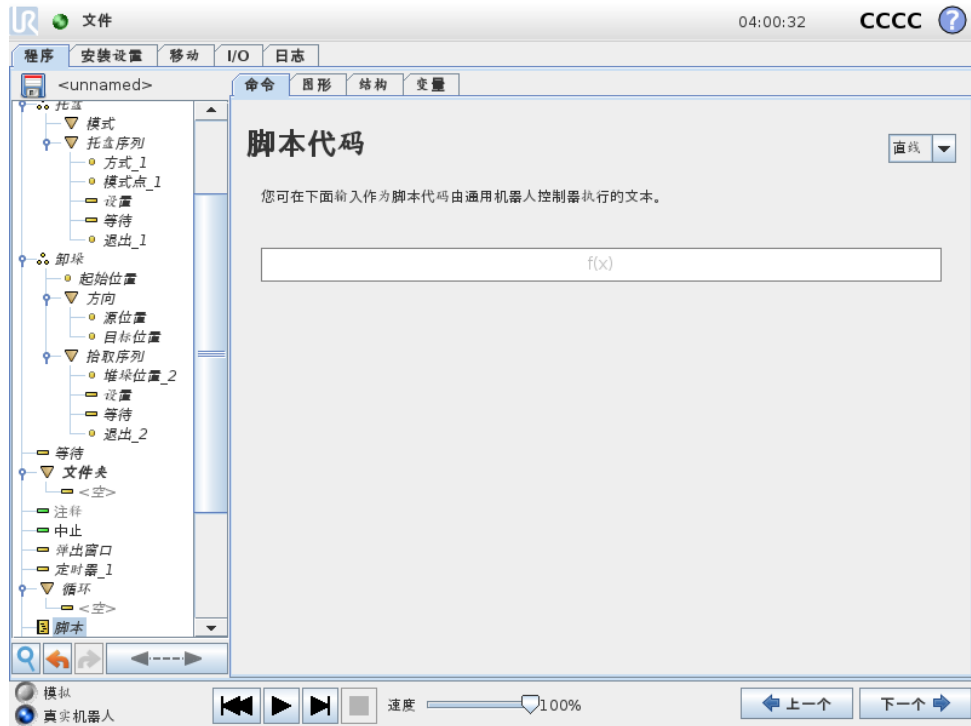 UR 文件 04:00:32 CCCC ?
程序 安装设置 移动 I/O 日志
<unnamed> 命令 图形 结构 变量
托盘
模式
托盒序列
方式_1
模式点_1
设置
等待
退出_1
卸垛
起始位置
方向
源位置
目标位置
拾取序列
堆垛位置_2
设置
等待
退出_2
等待
文件夹
<空>
注释
中止
弹出窗口
定时器_1
循环
<空>
脚本
脚本代码
直线
您可在下面输入作为脚本代码由通用机器人控制器执行的文本。
f(x)
模拟
真实机器人
速度 100%
上一个 下一个